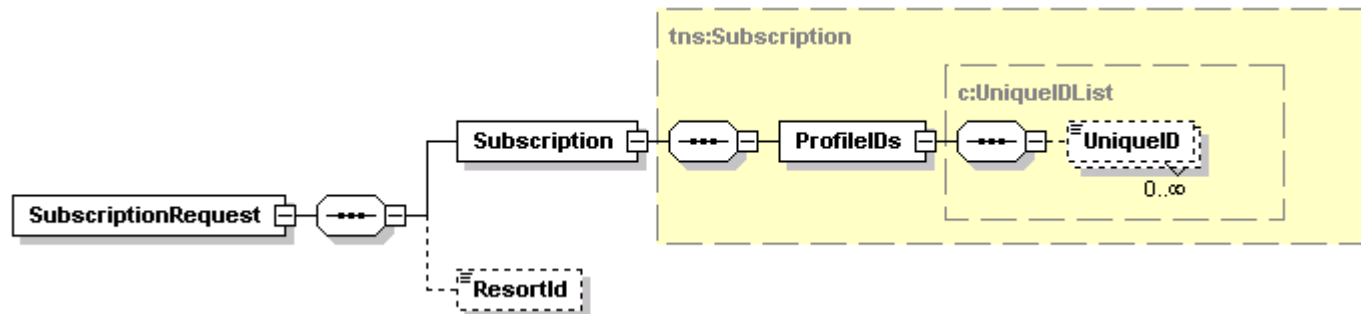 tns:Subscription
c:UniqueIDList
Subscription
ProfileIDs
UniqueID
0..∞
SubscriptionRequest
ResortId